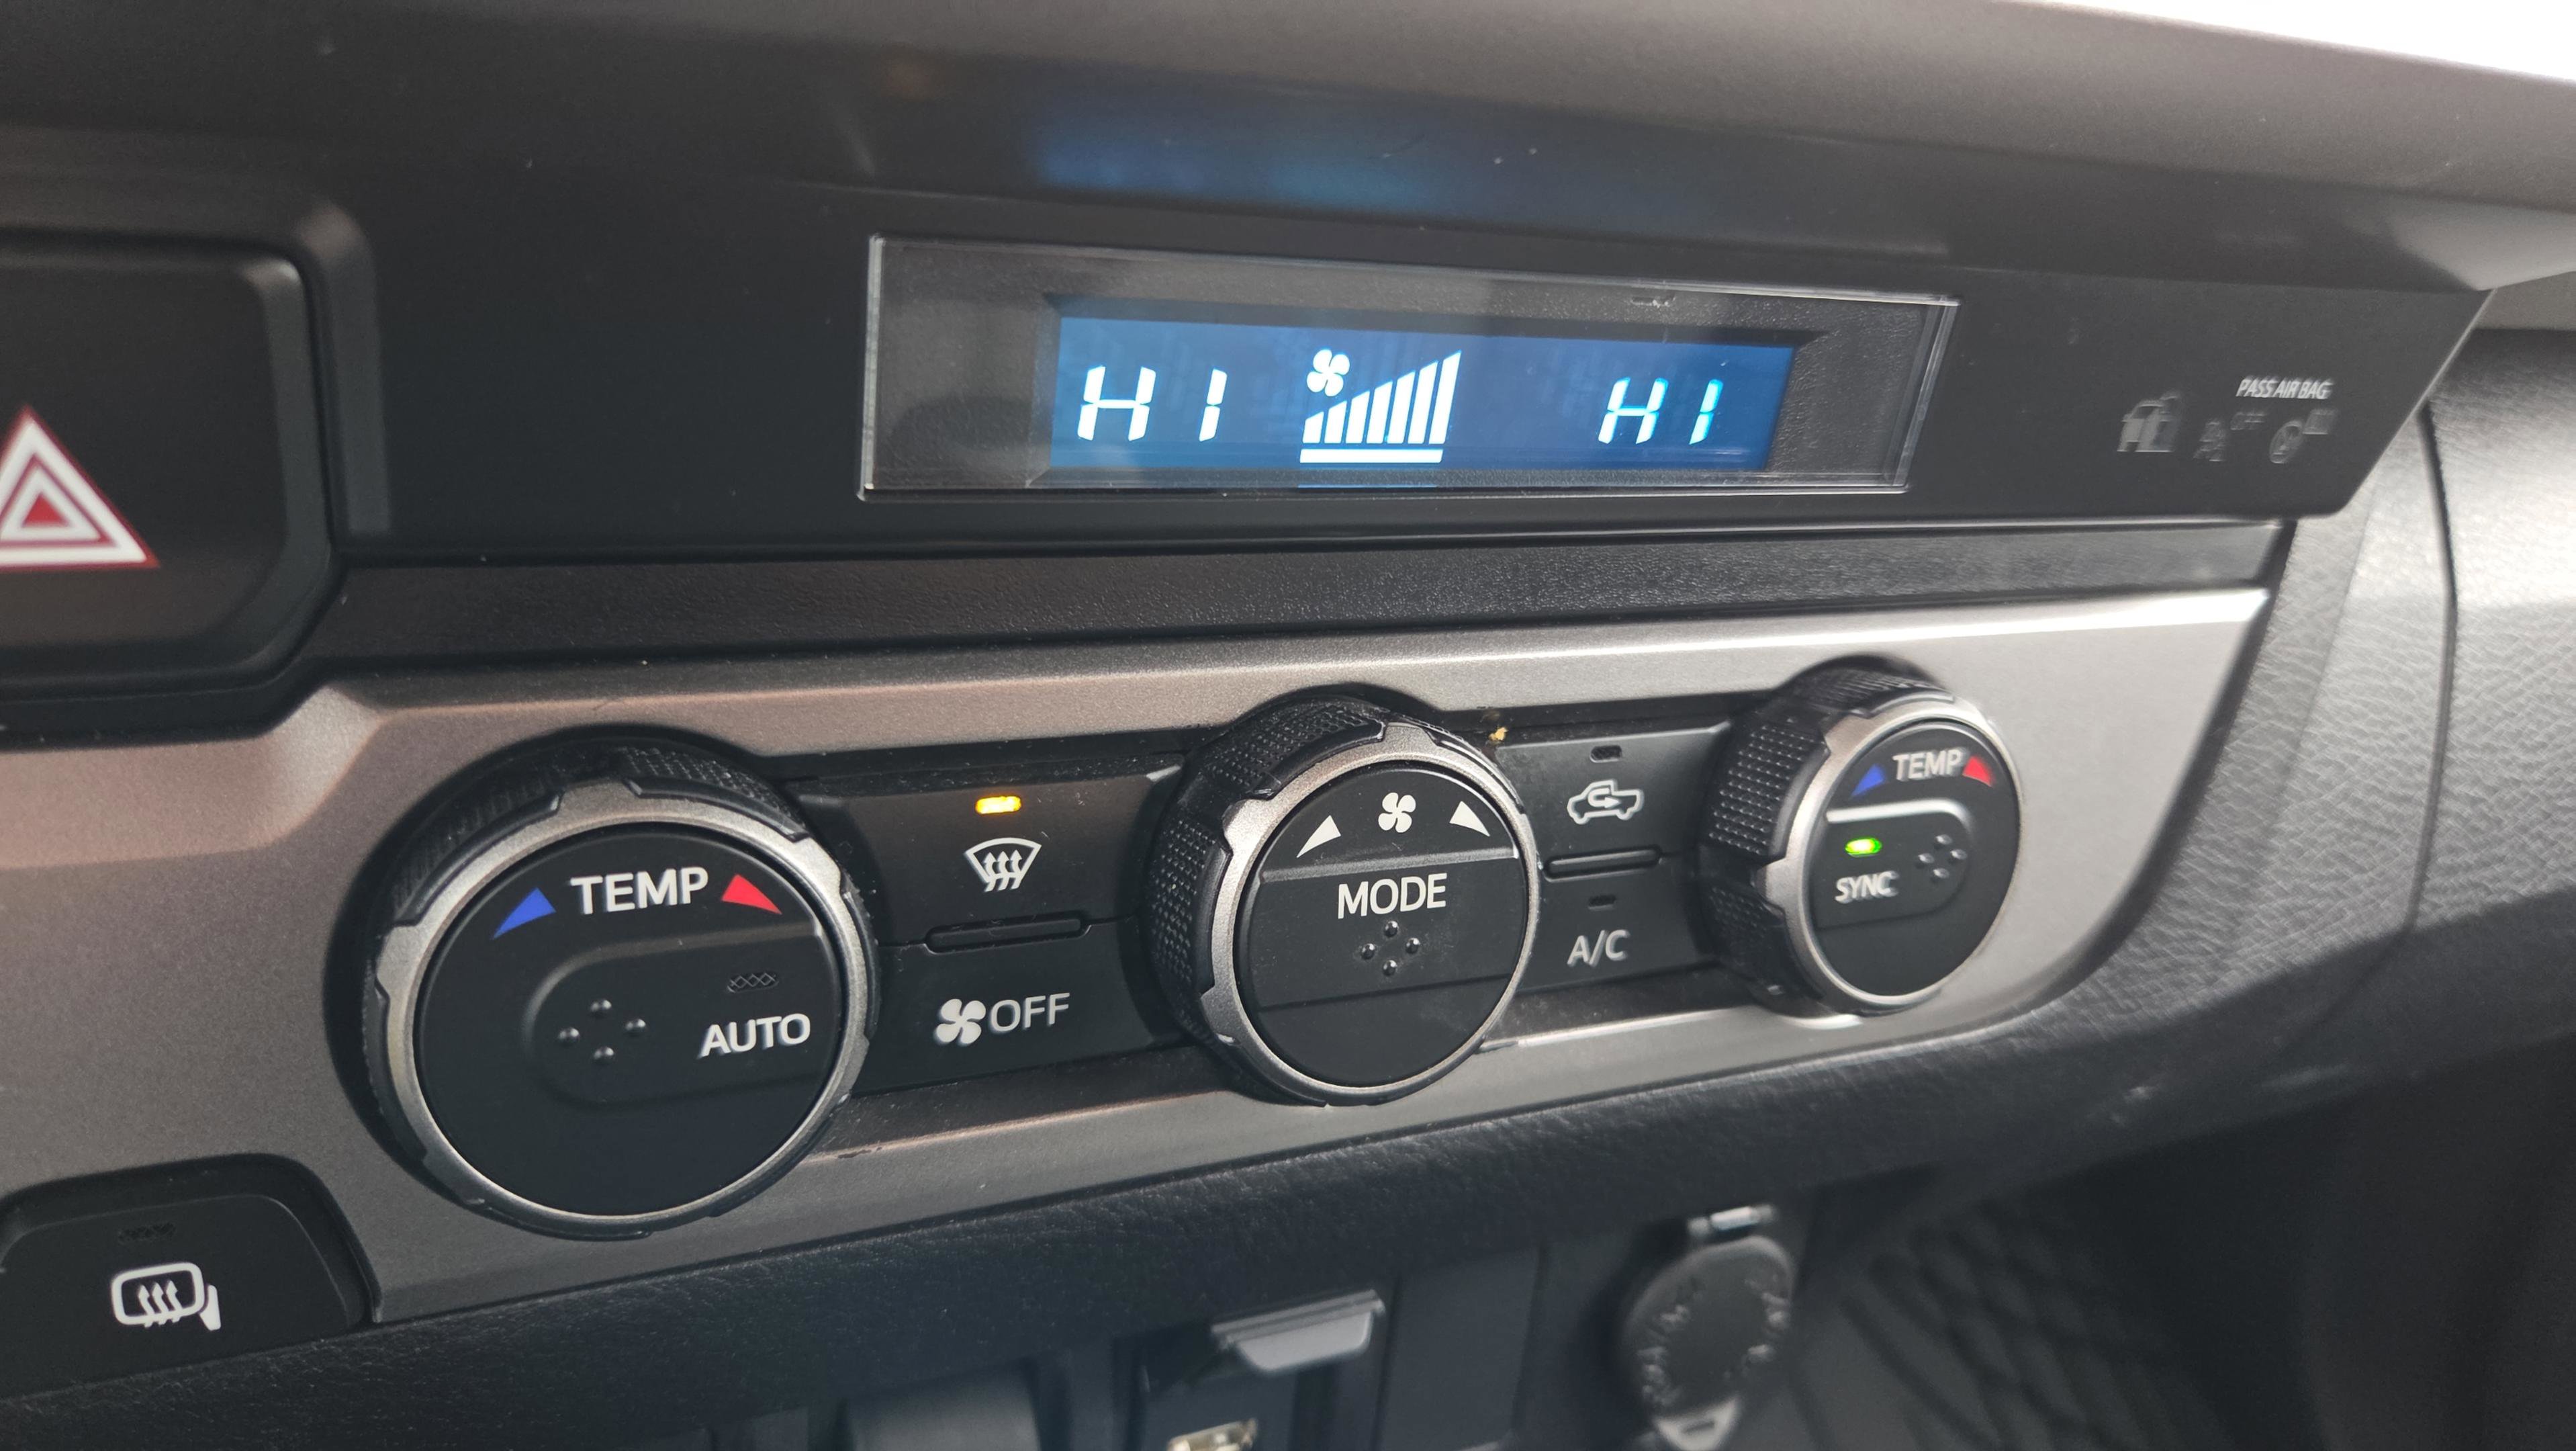 HI HI
PASS AIR BAG
TEMP
AUTO
OFF
MODE
A/C
TEMP
SYNC